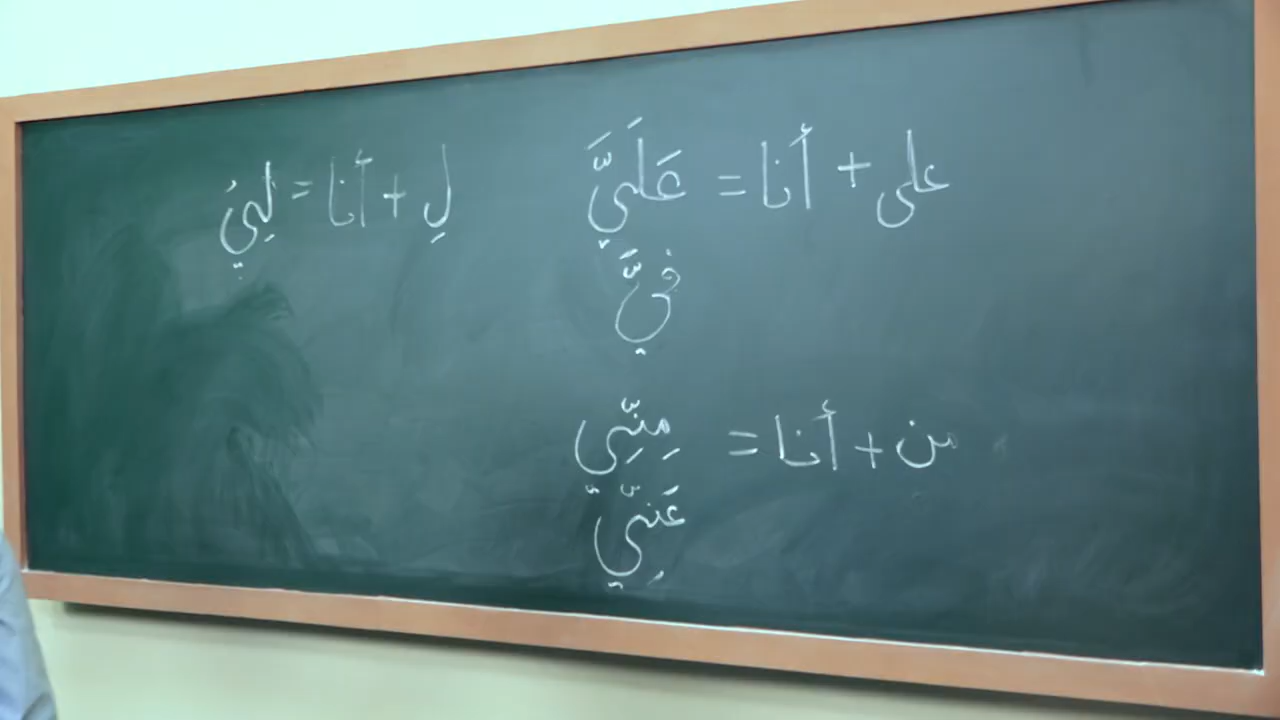 على + أنا = عَلَيَّ
فِيَّ
من + أنا = مِنِّي
عَنِّي
لِ + أنا = لِيْ